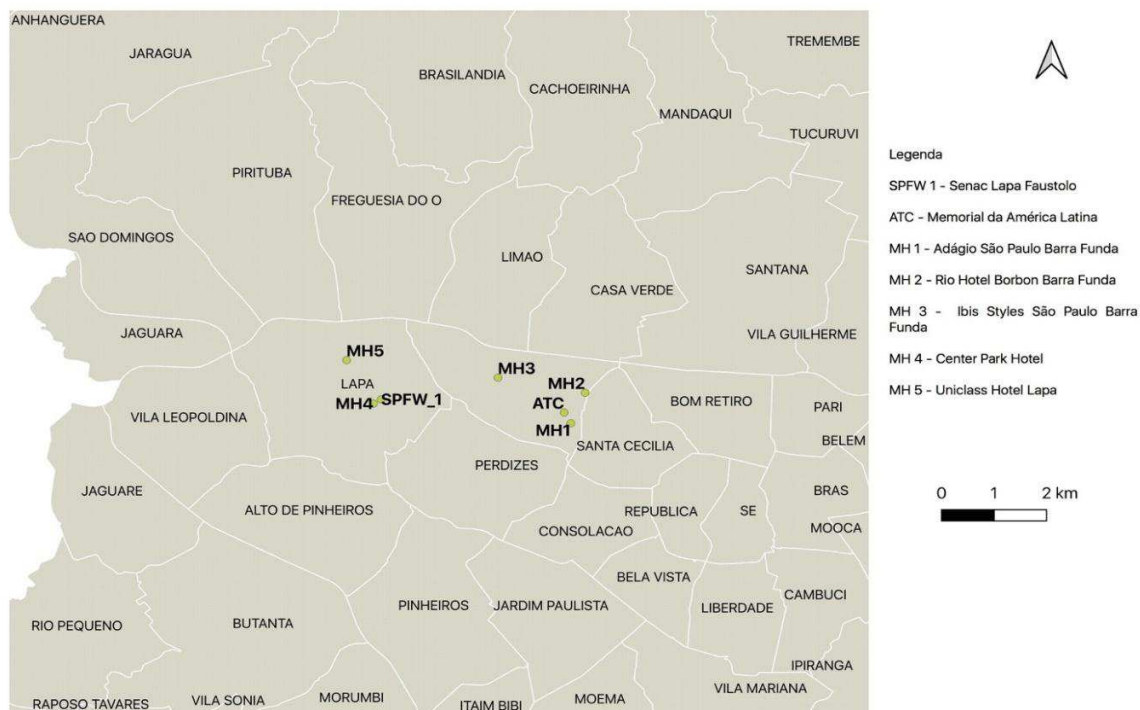 ANHANGUERA
JARAGUA
TREMEMBE
BRASILANDIA
CACHOEIRINHA
MANDAQUI
TUCURUVI
PIRITUBA
FREGUESIA DO O
SAO DOMINGOS
LIMAO
SANTANA
CASA VERDE
JAGUARA
VILA GUILHERME
MH5
LAPA
MH3
MH2
MH4
SPFW_1
ATC
BOM RETIRO
PARI
VILA LEOPOLDINA
MH1
SANTA CECILIA
BELEM
PERDIZES
JAGUARE
BRAS
ALTO DE PINHEIROS
REPUBLICA
SE
CONSOLACAO
MOOCA
BELA VISTA
CAMBUCI
PINHEIROS
JARDIM PAULISTA
LIBERDADE
RIO PEQUENO
BUTANTA
IPIRANGA
VILA MARIANA
RAPOSO TAVARES
VILA SONIA
MORUMBI
ITAIM BIBI
MOEMA
Legenda
SPFW 1 - Senac Lapa Faustolo
ATC - Memorial da América Latina
MH 1 - Adágio São Paulo Barra Funda
MH 2 - Rio Hotel Borbon Barra Funda
MH 3 - Ibis Styles São Paulo Barra
Funda
MH 4 - Center Park Hotel
MH 5 - Uniclass Hotel Lapa
0 1 2 km